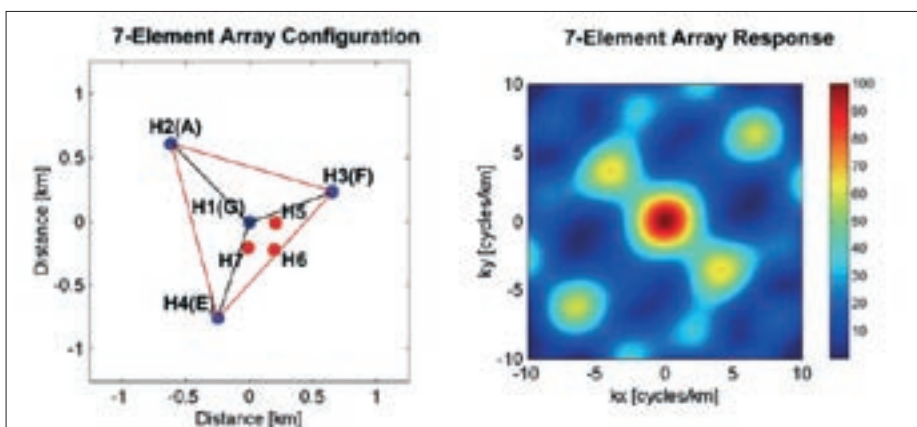 7-Element Array Configuration
1
0.5
0
-0.5
-1
Distance [km]
H2(A)
H3(F)
H1(G)
H5
H7
H6
H4(E)
-1
-0.5
0
0.5
1
Distance [km]
7-Element Array Response
10
5
0
-5
-10
ky [cycles/km]
-10
-5
0
5
10
kx [cycles/km]
100
90
80
70
60
50
40
30
20
10